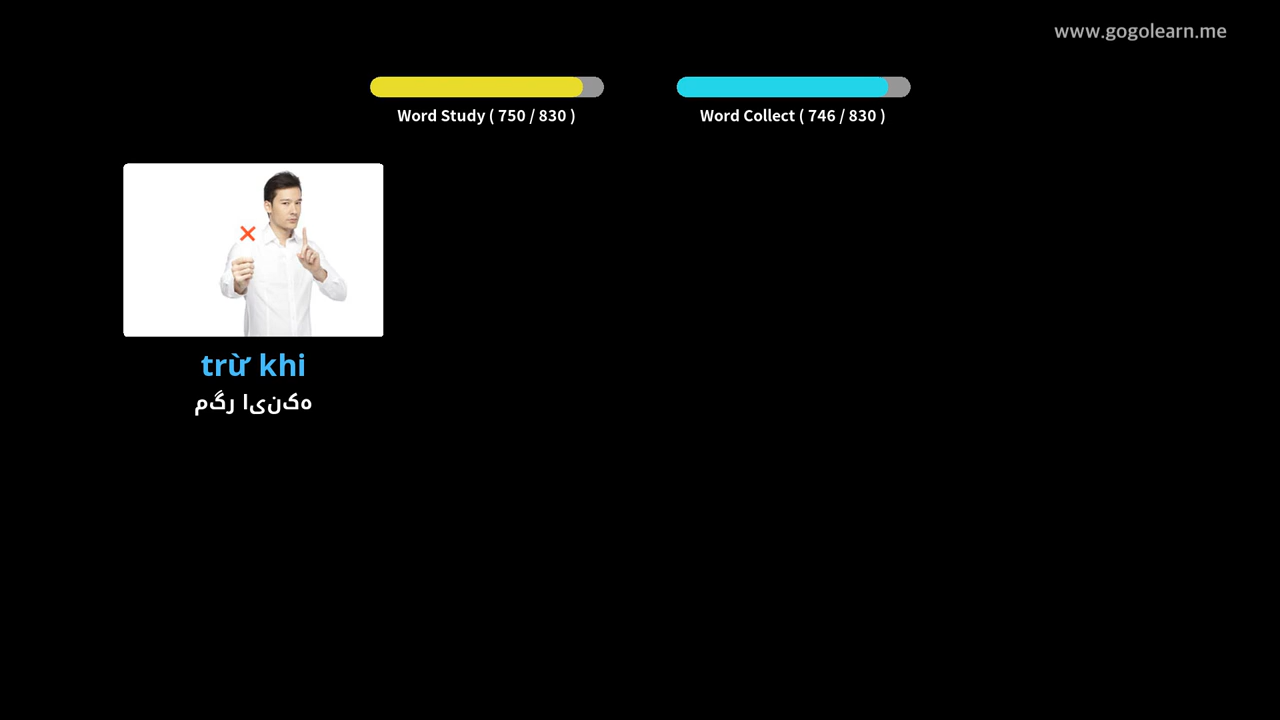 www.gogolearn.me
Word Study ( 750 / 830 )
Word Collect ( 746 / 830 )
trừ khi
مگر اینکه